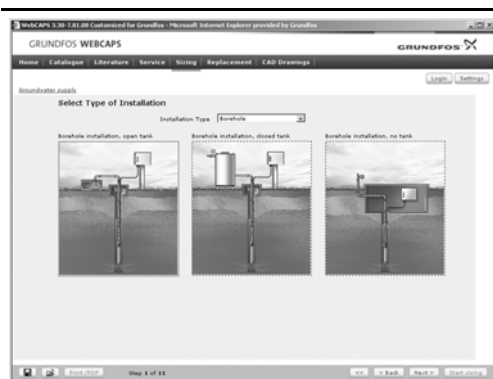 WebCAPS 3.30-7.01.08 Customized for Grundfos - Microsoft Internet Explorer provided by Grundfos
GRUNDFOS WEBCAPS
GRUNDFOS
Home Catalogue Literature Service Sizing Replacement CAD Drawings
Login Settings
Groundwater supply
Select Type of Installation
Installation Type Borehole
Borehole installation, open tank Borehole installation, closed tank Borehole installation, no tank
Print/PDF Step 1 of 11 << < Back Next > Start sizing